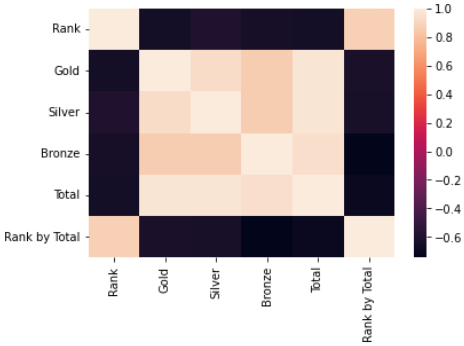 Rank
Gold
Silver
Bronze
Total
Rank by Total
Rank
Gold
Silver
Bronze
Total
Rank by Total
1.0
0.8
0.6
0.4
0.2
0.0
−0.2
−0.4
−0.6